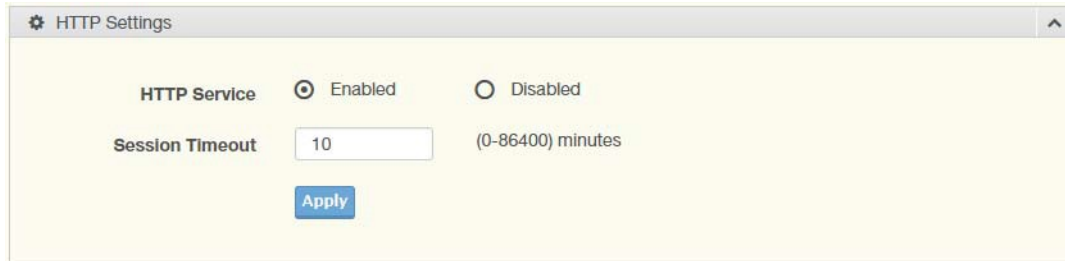 HTTP Settings
HTTP Service Enabled Disabled
Session Timeout 10 (0-86400) minutes
Apply